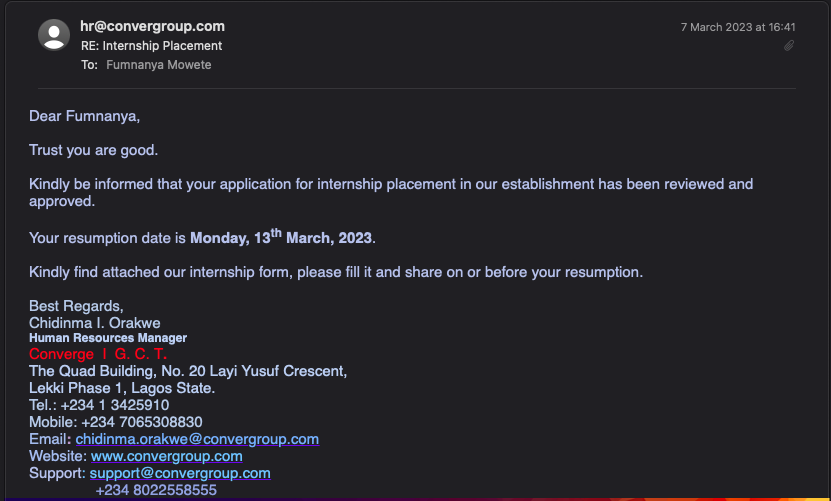 hr@convergroup.com
7 March 2023 at 16:41
RE: Internship Placement
To: Fumnanya Mowete
Dear Fumnanya,
Trust you are good.
Kindly be informed that your application for internship placement in our establishment has been reviewed and
approved.
Your resumption date is Monday, 13th March, 2023.
Kindly find attached our internship form, please fill it and share on or before your resumption.
Best Regards,
Chidinma I. Orakwe
Human Resources Manager
Converge | G. C. T.
The Quad Building, No. 20 Layi Yusuf Crescent,
Lekki Phase 1, Lagos State.
Tel.: +234 1 3425910
Mobile: +234 7065308830
Email: chidinma.orakwe@convergroup.com
Website: www.convergroup.com
Support: support@convergroup.com
+234 8022558555